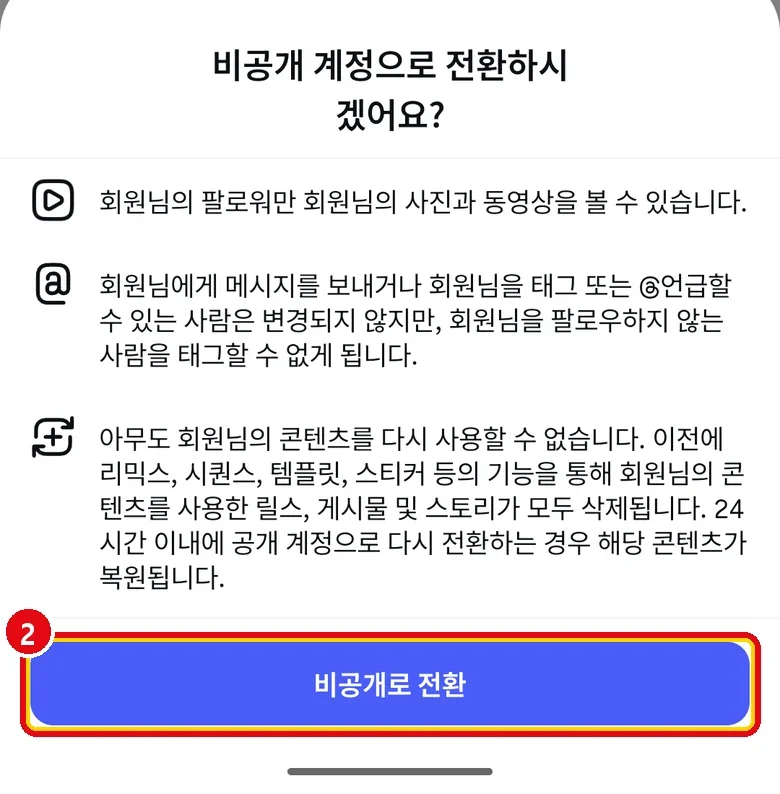 비공개 계정으로 전환하시
겠어요?
회원님의 팔로워만 회원님의 사진과 동영상을 볼 수 있습니다.
회원님에게 메시지를 보내거나 회원님을 태그 또는 @언급할
수 있는 사람은 변경되지 않지만, 회원님을 팔로우하지 않는
사람을 태그할 수 없게 됩니다.
아무도 회원님의 콘텐츠를 다시 사용할 수 없습니다. 이전에
리믹스, 시퀀스, 템플릿, 스티커 등의 기능을 통해 회원님의 콘
텐츠를 사용한 릴스, 게시물 및 스토리가 모두 삭제됩니다. 24
시간 이내에 공개 계정으로 다시 전환하는 경우 해당 콘텐츠가
복원됩니다.
2
비공개로 전환